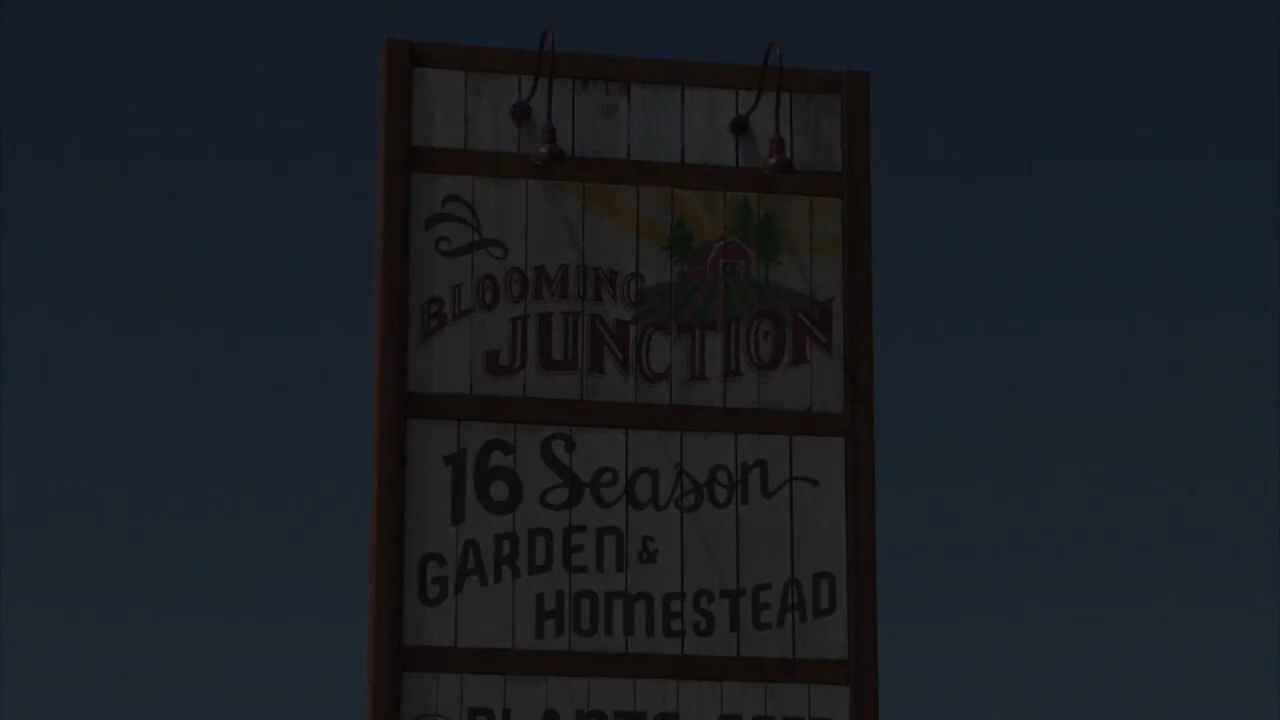 BLOOMING
JUNCTION
16 Season
GARDEN &
HOMESTEAD